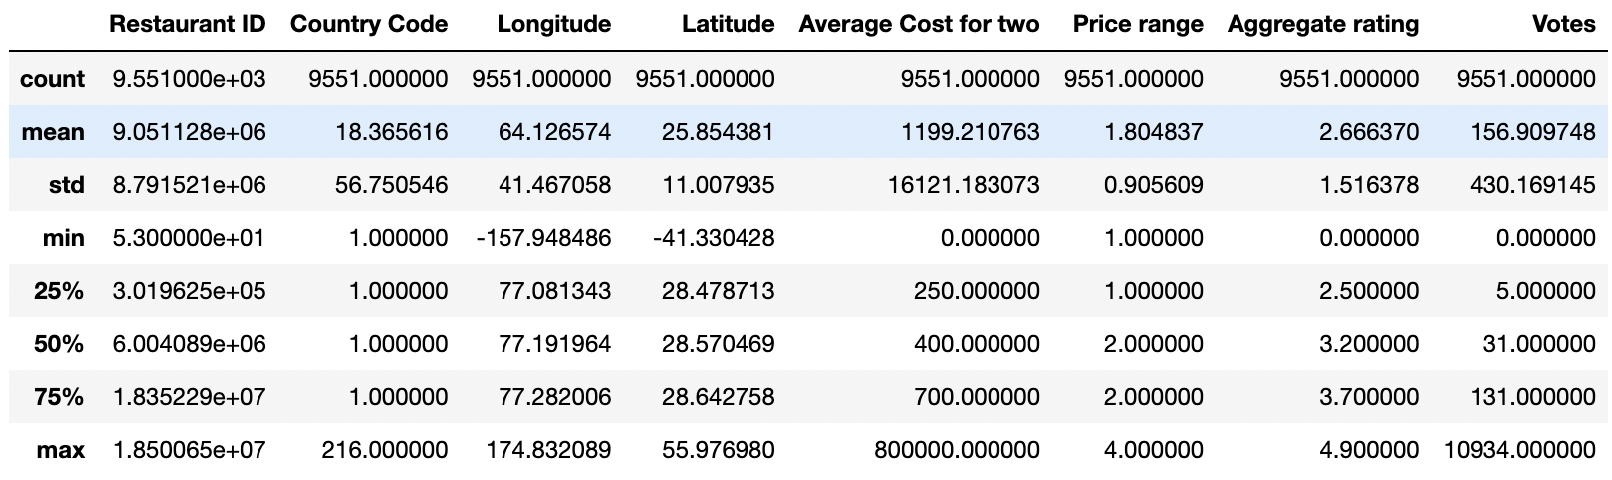 Restaurant ID Country Code Longitude Latitude Average Cost for two Price range Aggregate rating Votes
count 9.551000e+03 9551.000000 9551.000000 9551.000000 9551.000000 9551.000000 9551.000000 9551.000000
mean 9.051128e+06 18.365616 64.126574 25.854381 1199.210763 1.804837 2.666370 156.909748
std 8.791521e+06 56.750546 41.467058 11.007935 16121.183073 0.905609 1.516378 430.169145
min 5.300000e+01 1.000000 -157.948486 -41.330428 0.000000 1.000000 0.000000 0.000000
25% 3.019625e+05 1.000000 77.081343 28.478713 250.000000 1.000000 2.500000 5.000000
50% 6.004089e+06 1.000000 77.191964 28.570469 400.000000 2.000000 3.200000 31.000000
75% 1.835229e+07 1.000000 77.282006 28.642758 700.000000 2.000000 3.700000 131.000000
max 1.850065e+07 216.000000 174.832089 55.976980 800000.000000 4.000000 4.900000 10934.000000